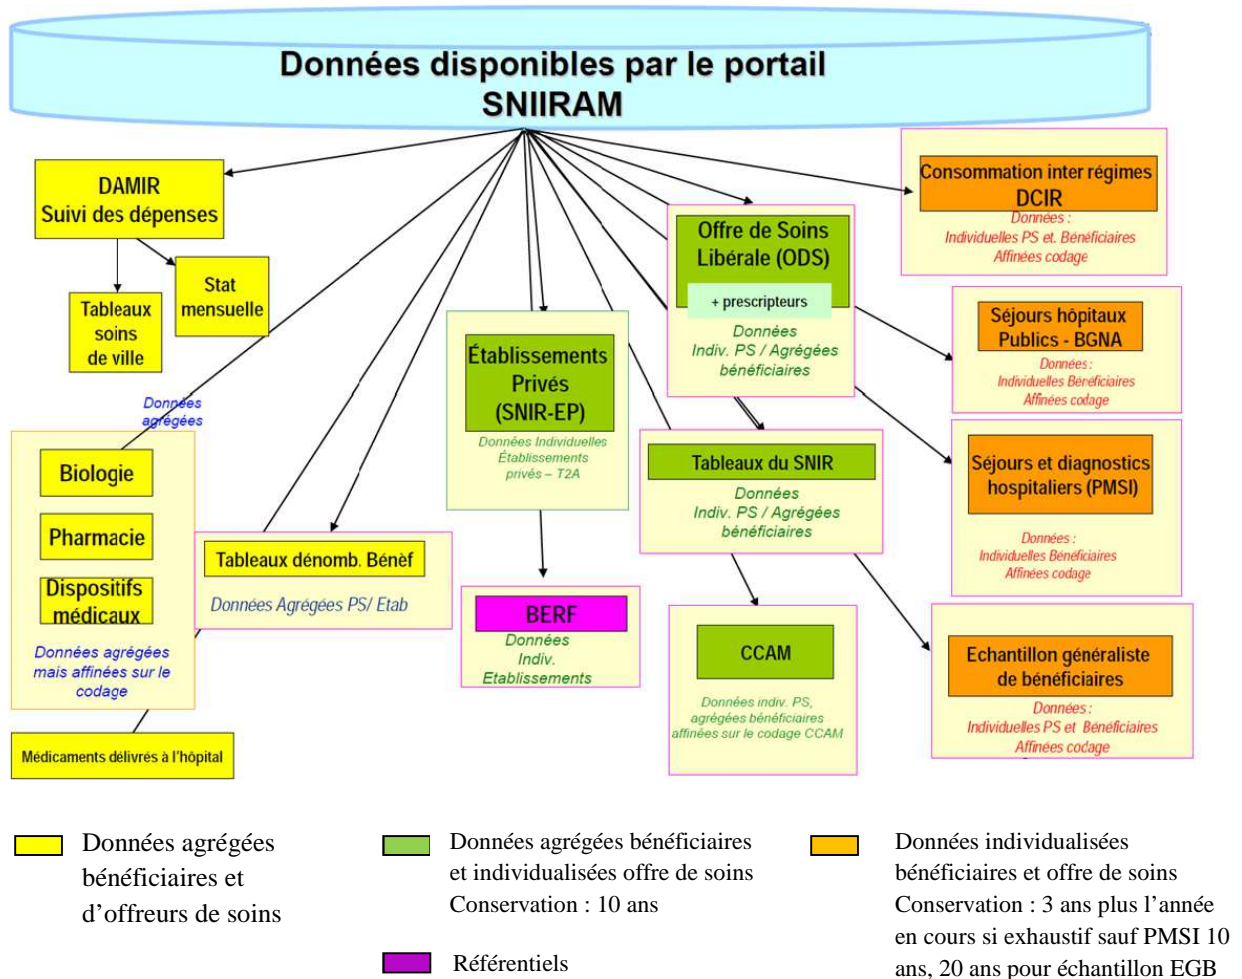 Données disponibles par le portail
SNIIRAM
DAMIR
Suivi des dépenses
Tableaux
soins
de ville
Stat
mensuelle
Données
agrégées
Biologie
Pharmacie
Dispositifs
médicaux
Données agrégées
mais affinées sur le
codage
Médicaments délivrés à l'hôpital
Tableaux dénomb. Bénèf
Données Agrégées PS/ Etab
Établissements
Privés
(SNIR-EP)
Données Individuelles
Établissements
privés – T2A
BERF
Données
Indiv.
Etablissements
Offre de Soins
Libérale (ODS)
+ prescripteurs
Données
Indiv. PS / Agrégées
bénéficiaires
Tableaux du SNIR
Données
Indiv. PS / Agrégées
bénéficiaires
CCAM
Données indiv. PS,
agrégées bénéficiaires
affinées sur le codage CCAM
Consommation inter régimes
DCIR
Données :
Individuelles PS et. Bénéficiaires
Affinées codage
Séjours hôpitaux
Publics - BGNA
Données :
Individuelles Bénéficiaires
Affinées codage
Séjours et diagnostics
hospitaliers (PMSI)
Données :
Individuelles Bénéficiaires
Affinées codage
Echantillon généraliste
de bénéficiaires
Données :
Individuelles PS et Bénéficiaires
Affinées codage
Données agrégées
bénéficiaires et
d'offreurs de soins
Données agrégées bénéficiaires
et individualisées offre de soins
Conservation : 10 ans
Référentiels
Données individualisées
bénéficiaires et offre de soins
Conservation : 3 ans plus l'année
en cours si exhaustif sauf PMSI 10
ans, 20 ans pour échantillon EGB